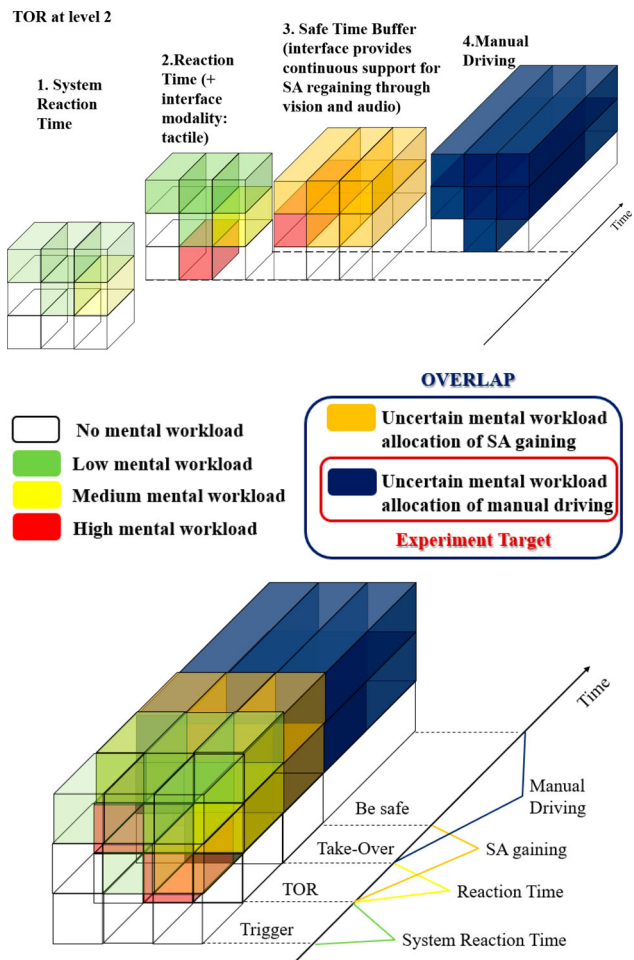 TOR at level 2
1. System
Reaction
Time
2.Reaction
Time (+
interface
modality:
tactile)
3. Safe Time Buffer
(interface provides
continuous support for
SA regaining through
vision and audio)
4.Manual
Driving
Time
OVERLAP
No mental workload
Low mental workload
Medium mental workload
High mental workload
Uncertain mental workload
allocation of SA gaining
Uncertain mental workload
allocation of manual driving
Experiment Target
Time
Manual
Driving
Be safe
SA gaining
Take-Over
Reaction Time
TOR
Trigger
System Reaction Time